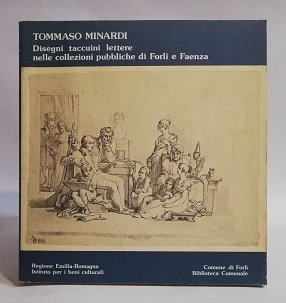 TOMMASO MINARDI
Disegni taccuini lettere
nelle collezioni pubbliche di Forlì e Faenza
Regione Emilia-Romagna
Istituto per i beni culturali
Comune di Forlì
Biblioteca Comunale